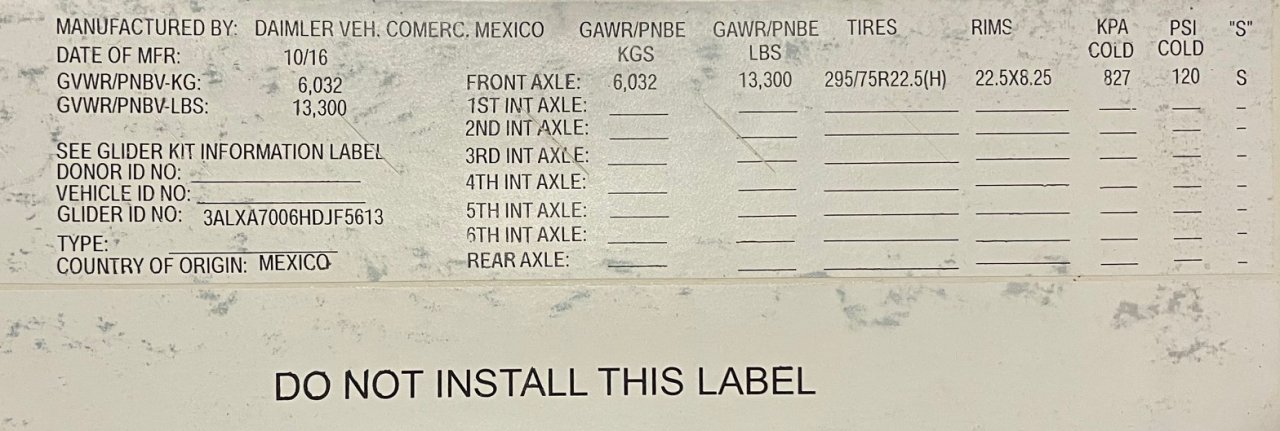 MANUFACTURED BY: DAIMLER VEH. COMERC. MEXICO GAWR/PNBE GAWR/PNBE TIRES RIMS KPA PSI "S"
KGS LBS COLD COLD
DATE OF MFR: 10/16
GVWR/PNBV-KG: 6,032 FRONT AXLE: 6,032 13,300 295/75R22.5(H) 22.5X8.25 827 120 S
GVWR/PNBV-LBS: 13,300 1ST INT AXLE: _ _ _ _ _ _ –
2ND INT AXLE: _ _ _ _ _ _ –
SEE GLIDER KIT INFORMATION LABEL 3RD INT AXLE: _ _ _ _ _ _ –
DONOR ID NO: _
4TH INT AXLE: _ _ _ _ _ _ –
VEHICLE ID NO: _
GLIDER ID NO: 3ALXA7006HDJF5613 5TH INT AXLE: _ _ _ _ _ _ –
TYPE: _ 6TH INT AXLE: _ _ _ _ _ _ –
COUNTRY OF ORIGIN: MEXICO REAR AXLE: _ _ _ _ _ _ –
DO NOT INSTALL THIS LABEL